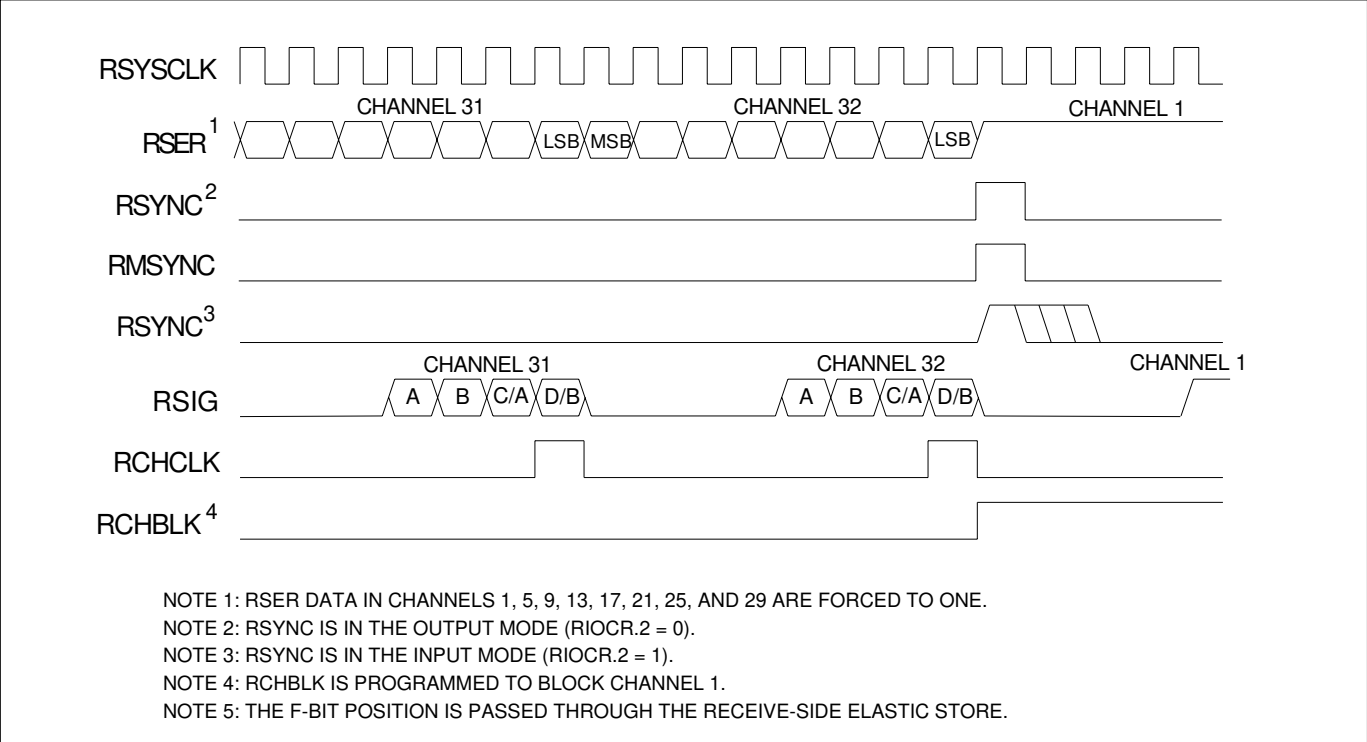 RSYSCLK
CHANNEL 31 CHANNEL 32 CHANNEL 1
RSER1 LSB MSB LSB
RSYNC2
RMSYNC
RSYNC3
CHANNEL 31 CHANNEL 32 CHANNEL 1
RSIG A B C/A D/B A B C/A D/B
RCHCLK
RCHBLK4
NOTE 1: RSER DATA IN CHANNELS 1, 5, 9, 13, 17, 21, 25, AND 29 ARE FORCED TO ONE.
NOTE 2: RSYNC IS IN THE OUTPUT MODE (RIOCR.2 = 0).
NOTE 3: RSYNC IS IN THE INPUT MODE (RIOCR.2 = 1).
NOTE 4: RCHBLK IS PROGRAMMED TO BLOCK CHANNEL 1.
NOTE 5: THE F-BIT POSITION IS PASSED THROUGH THE RECEIVE-SIDE ELASTIC STORE.